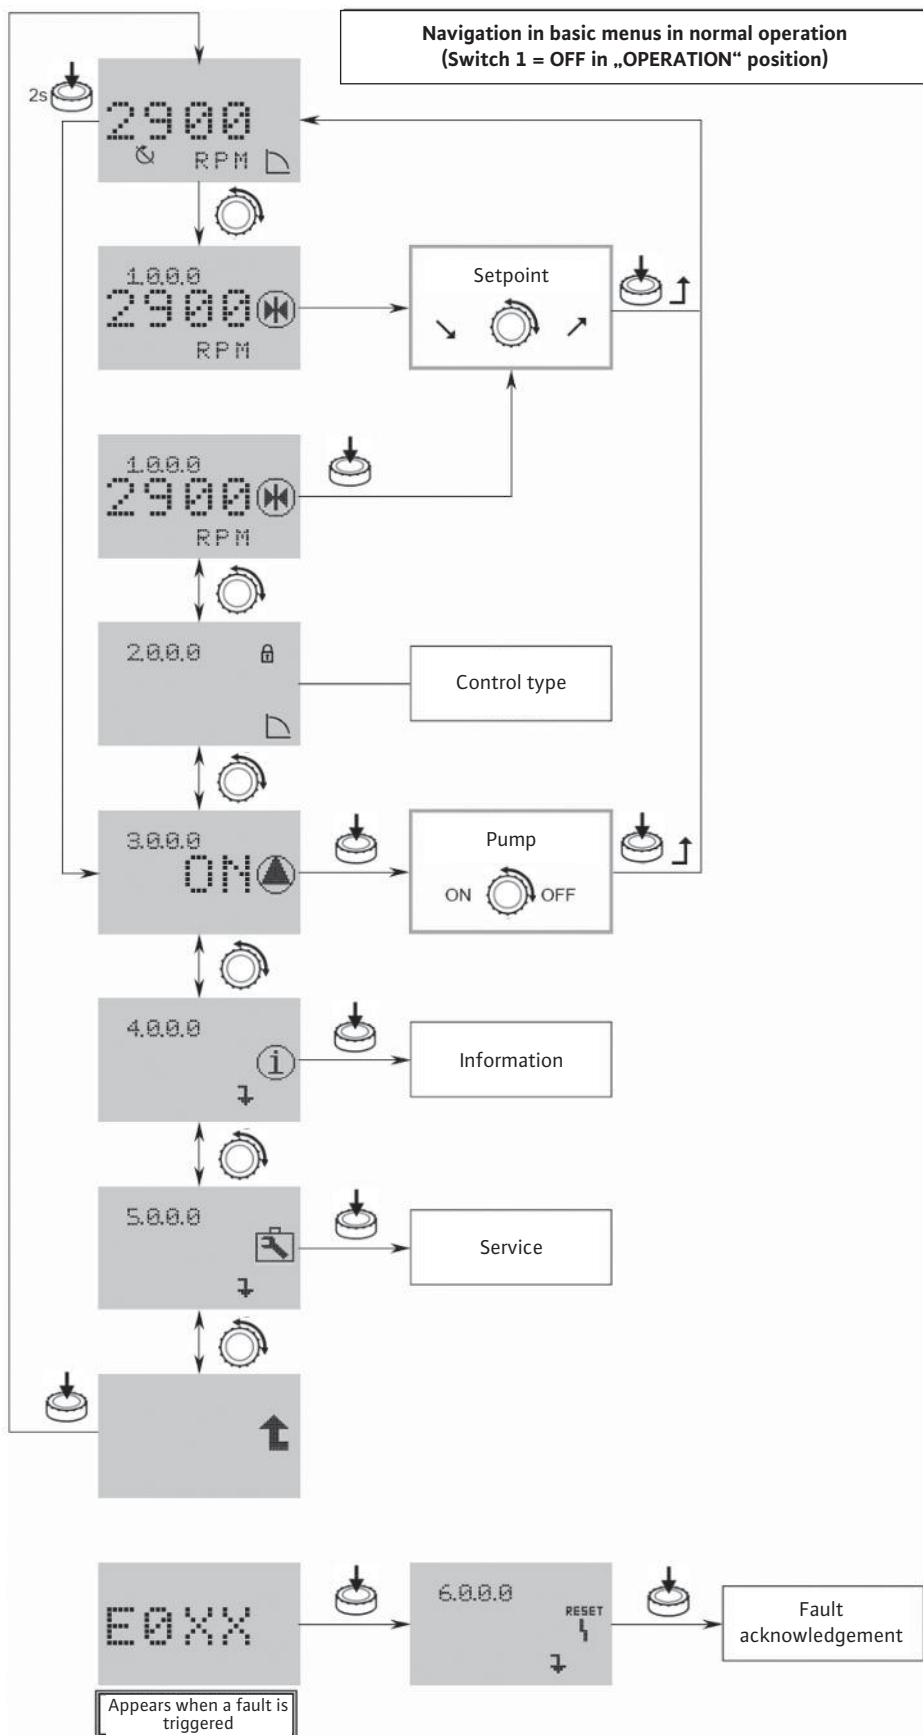 Navigation in basic menus in normal operation
(Switch 1 = OFF in „OPERATION“ position)
2s
2900
RPM
1.0.0.0
2900
RPM
Setpoint
1.0.0.0
2900
RPM
2.0.0.0
Control type
3.0.0.0
ON
Pump
ON OFF
4.0.0.0
i
Information
5.0.0.0
Service
E0XX
6.0.0.0
RESET
Fault
acknowledgement
Appears when a fault is
triggered